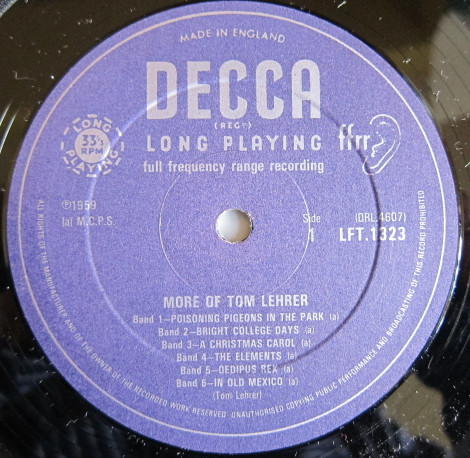 MADE IN ENGLAND
DECCA
(REGD)
LONG PLAYING
full frequency range recording
ffrr
LONG
33⅓
RPM
PLAYING
℗1959
(a) M.C.P.S.
Side
1
(DRL.4607)
LFT.1323
MORE OF TOM LEHRER
Band 1—POISONING PIGEONS IN THE PARK (a)
Band 2—BRIGHT COLLEGE DAYS (a)
Band 3—A CHRISTMAS CAROL (a)
Band 4—THE ELEMENTS (a)
Band 5—OEDIPUS REX (a)
Band 6—IN OLD MEXICO (a)
(Tom Lehrer)
ALL RIGHTS OF THE MANUFACTURER AND OF THE OWNER OF THE RECORDED WORK RESERVED UNAUTHORISED COPYING PUBLIC PERFORMANCE AND BROADCASTING OF THIS RECORD PROHIBITED